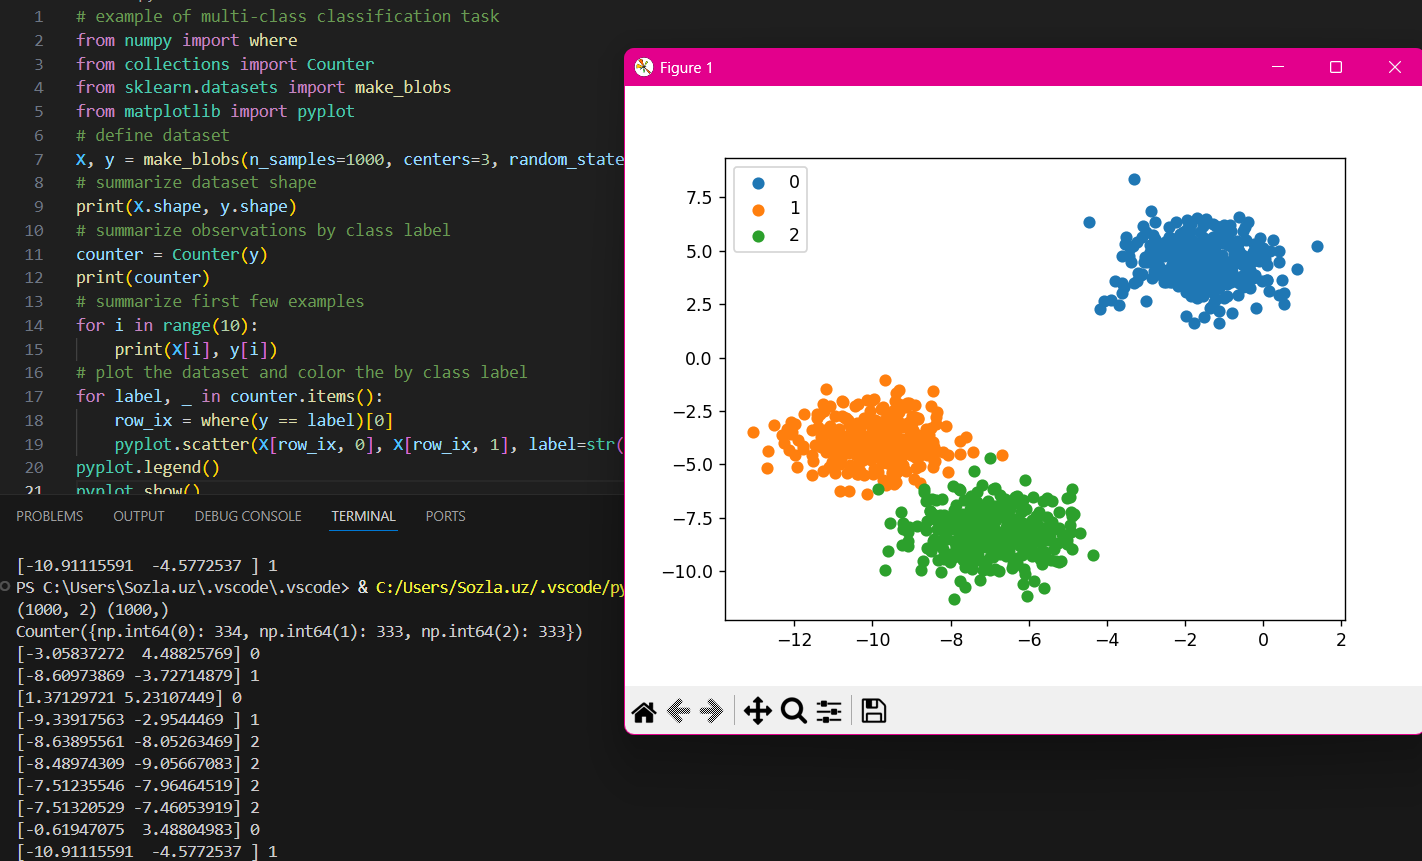 1 # example of multi-class classification task
2 from numpy import where
3 from collections import Counter
4 from sklearn.datasets import make_blobs
5 from matplotlib import pyplot
6 # define dataset
7 X, y = make_blobs(n_samples=1000, centers=3, random_state
8 # summarize dataset shape
9 print(X.shape, y.shape)
10 # summarize observations by class label
11 counter = Counter(y)
12 print(counter)
13 # summarize first few examples
14 for i in range(10):
15 print(X[i], y[i])
16 # plot the dataset and color the by class label
17 for label, _ in counter.items():
18 row_ix = where(y == label)[0]
19 pyplot.scatter(X[row_ix, 0], X[row_ix, 1], label=str(
20 pyplot.legend()
21 pyplot.show()
PROBLEMS OUTPUT DEBUG CONSOLE TERMINAL PORTS
[-10.91115591 -4.5772537 ] 1
PS C:\Users\Sozla.uz\.vscode\.vscode> & C:/Users/Sozla.uz/.vscode/py
(1000, 2) (1000,)
Counter({np.int64(0): 334, np.int64(1): 333, np.int64(2): 333})
[-3.05837272 4.48825769] 0
[-8.60973869 -3.72714879] 1
[1.37129721 5.23107449] 0
[-9.33917563 -2.9544469 ] 1
[-8.63895561 -8.05263469] 2
[-8.48974309 -9.05667083] 2
[-7.51235546 -7.96464519] 2
[-7.51320529 -7.46053919] 2
[-0.61947075 3.48804983] 0
[-10.91115591 -4.5772537 ] 1
Figure 1
0
1
2
7.5
5.0
2.5
0.0
−2.5
−5.0
−7.5
−10.0
−12 −10 −8 −6 −4 −2 0 2